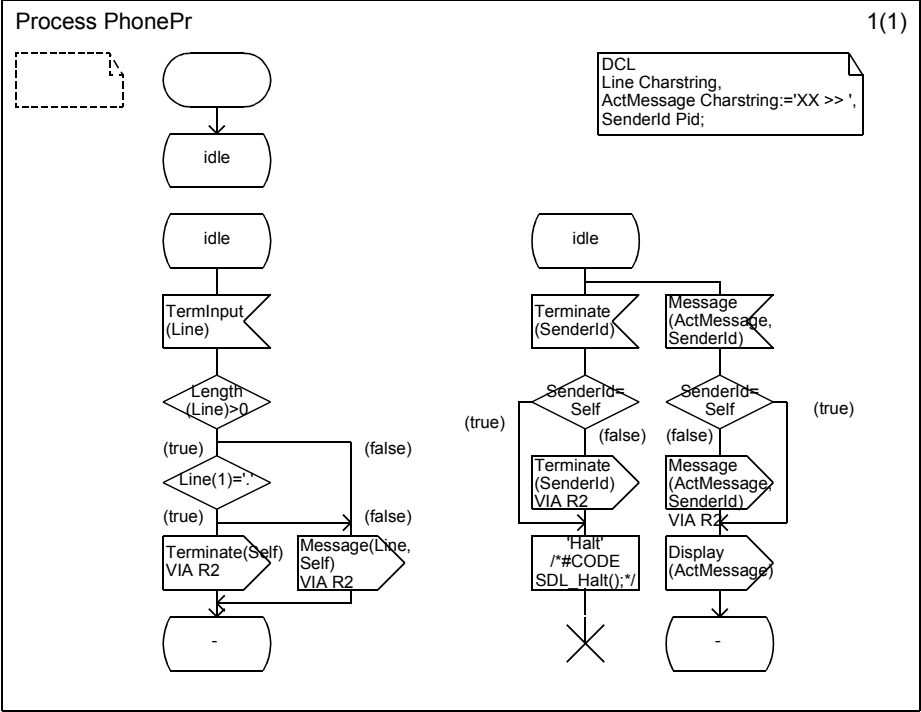 Process PhonePr
1(1)
DCL
Line Charstring,
ActMessage Charstring:='XX >> ',
SenderId Pid;
idle
idle
TermInput
(Line)
Length
(Line)>0
(true)
(false)
Line(1)='.'
(true)
(false)
Terminate(Self)
VIA R2
Message(Line,
Self)
VIA R2
-
idle
Terminate
(SenderId)
Message
(ActMessage,
SenderId)
SenderId=
Self
SenderId=
Self
(true)
(false)
(false)
(true)
Terminate
(SenderId)
VIA R2
Message
(ActMessage,
SenderId)
VIA R2
'Halt'
/*#CODE
SDL_Halt();*/
Display
(ActMessage)
-